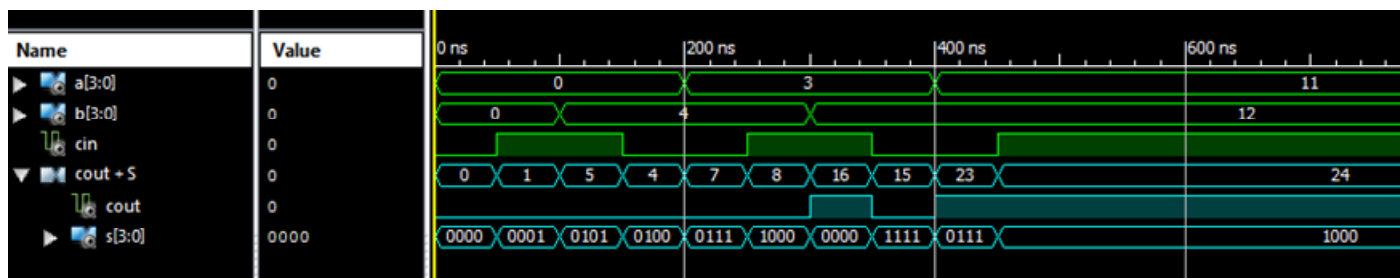 Name Value 0 ns 200 ns 400 ns 600 ns
a[3:0] 0 0 3 11
b[3:0] 0 0 4 12
cin 0
cout + S 0 0 1 5 4 7 8 16 15 23 24
cout 0
s[3:0] 0000 0000 0001 0101 0100 0111 1000 0000 1111 0111 1000